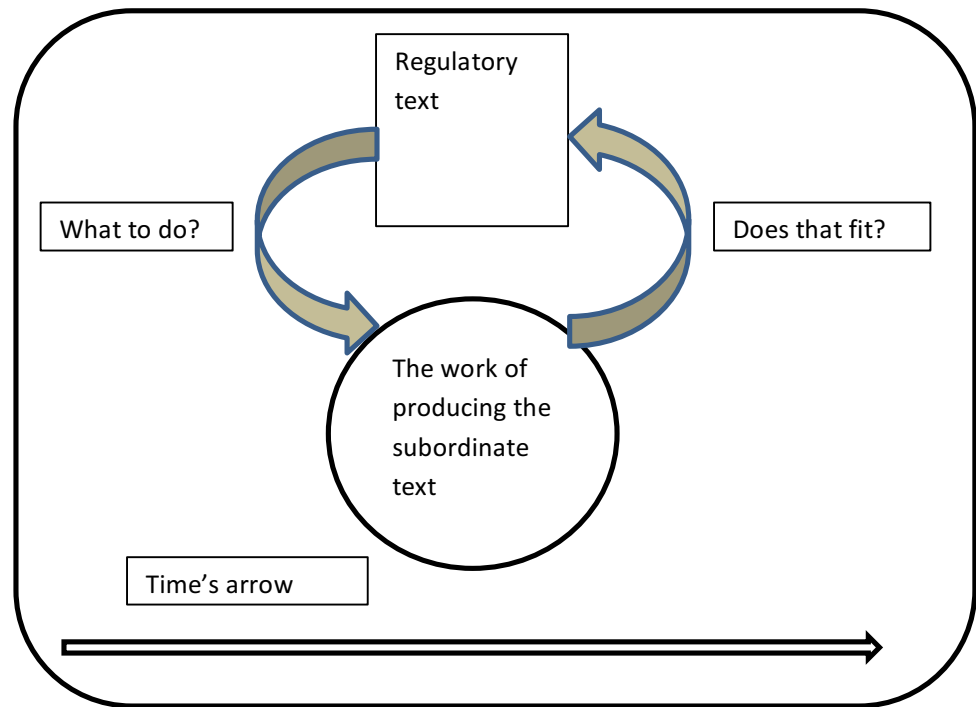 Regulatory
text
What to do?
Does that fit?
The work of
producing the
subordinate
text
Time’s arrow